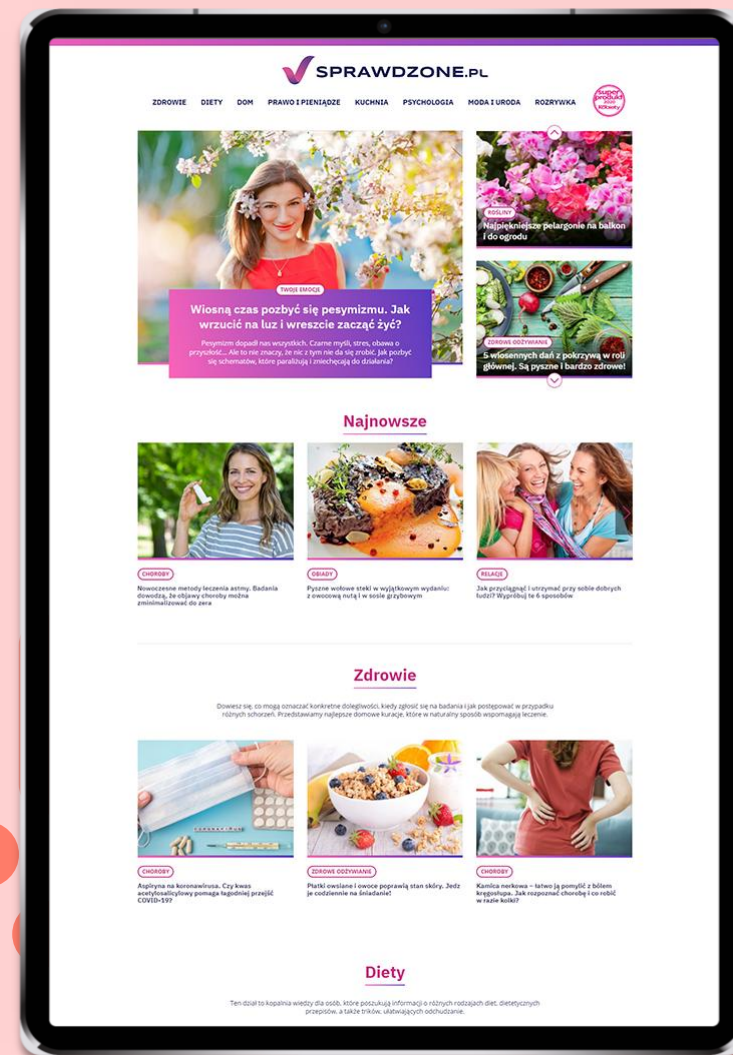 SPRAWDZONE.PL
ZDROWIE DIETY DOM PRAWO I PIENIĄDZE KUCHNIA PSYCHOLOGIA MODA I URODA ROZRYWKA
super
produkt
2020
TWOJE EMOCJE
Wiosną czas pozbyć się pesymizmu. Jak
wrzucić na luz i wreszcie zacząć żyć?
Pesymizm dopadł nas wszystkich. Czarne myśli, stres, obawa o
przyszłość... Ale to nie znaczy, że nic z tym nie da się zrobić. Jak pozbyć
się schematów, które paraliżują i zniechęcają do działania?
ROŚLINY
Najpiękniejsze pelargonie na balkon
i do ogrodu
ZDROWE ODŻYWIANIE
5 wiosennych dań z pokrzywą w roli
głównej. Są pyszne i bardzo zdrowe!
Najnowsze
CHOROBY
Nowoczesne metody leczenia astmy. Badania
dowodzą, że objawy choroby można
zminimalizować do zera
OBIADY
Pyszne wołowe steki w wyjątkowym wydaniu:
z owocową nutą i w sosie grzybowym
RELACJE
Jak przyciągnąć i utrzymać przy sobie dobrych
ludzi? Wypróbuj te 6 sposobów
Zdrowie
Dowiesz się, co mogą oznaczać konkretne dolegliwości, kiedy zgłosić się na badania i jak postępować w przypadku
różnych schorzeń. Przedstawiamy najlepsze domowe kuracje, które w naturalny sposób wspomagają leczenie.
CHOROBY
Aspiryna na koronawirusa. Czy kwas
acetylosalicylowy pomaga łagodniej przejść
COVID-19?
ZDROWE ODŻYWIANIE
Płatki owsiane i owoce poprawią stan skóry. Jedz
je codziennie na śniadanie!
CHOROBY
Kamica nerkowa – łatwo ją pomylić z bólem
kręgosłupa. Jak rozpoznać chorobę i co robić
w razie kolki?
Diety
Ten dział to kopalnia wiedzy dla osób, które poszukują informacji o różnych rodzajach diet, dietetycznych
przepisów, a także trików, ułatwiających odchudzanie.